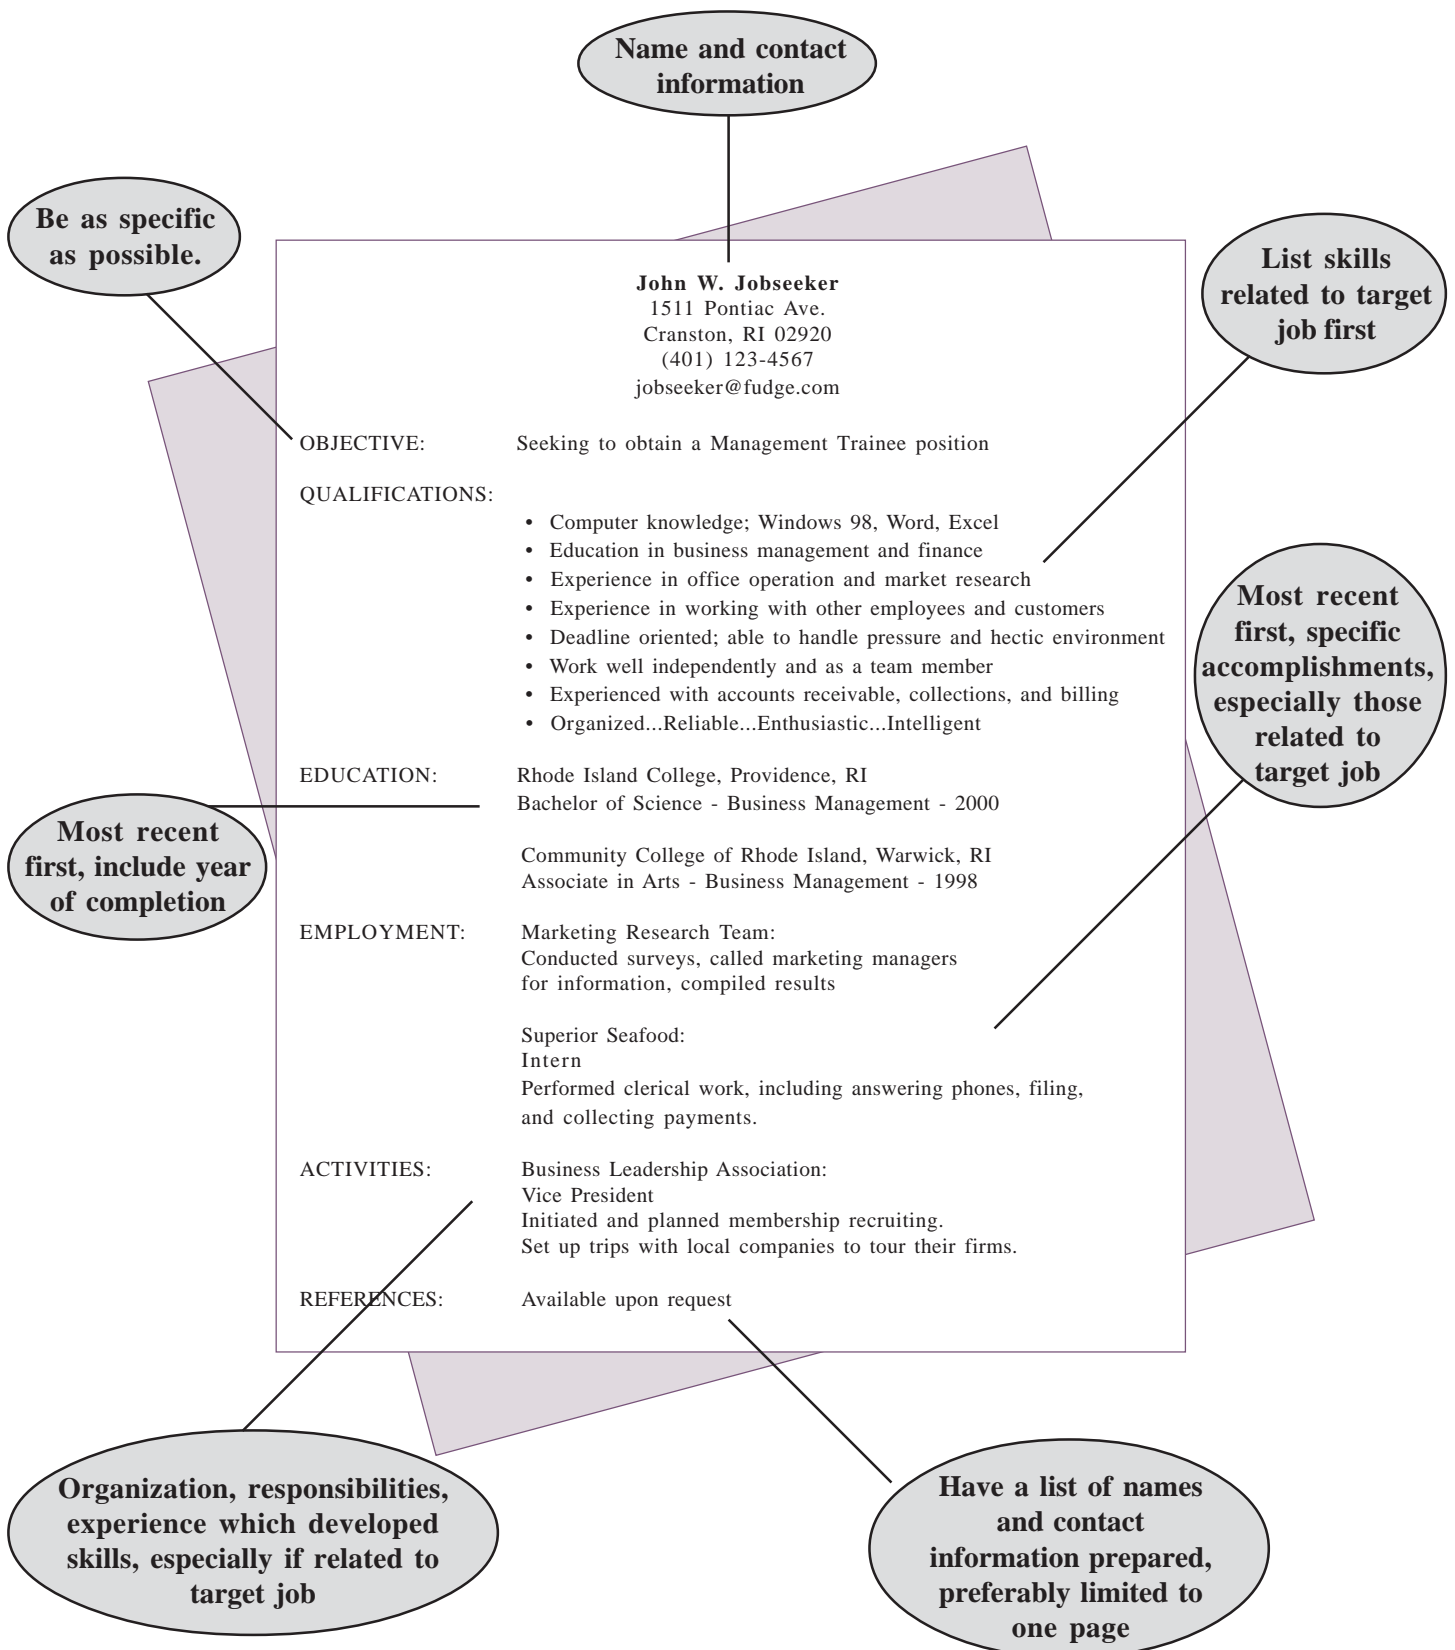 Name and contact
information
Be as specific
as possible.
List skills
related to target
job first
John W. Jobseeker
1511 Pontiac Ave.
Cranston, RI 02920
(401) 123-4567
jobseeker@fudge.com
OBJECTIVE: Seeking to obtain a Management Trainee position
QUALIFICATIONS:
• Computer knowledge; Windows 98, Word, Excel
• Education in business management and finance
• Experience in office operation and market research
• Experience in working with other employees and customers
• Deadline oriented; able to handle pressure and hectic environment
• Work well independently and as a team member
• Experienced with accounts receivable, collections, and billing
• Organized...Reliable...Enthusiastic...Intelligent
Most recent
first, specific
accomplishments,
especially those
related to
target job
EDUCATION: Rhode Island College, Providence, RI
Bachelor of Science - Business Management - 2000
Community College of Rhode Island, Warwick, RI
Associate in Arts - Business Management - 1998
Most recent
first, include year
of completion
EMPLOYMENT: Marketing Research Team:
Conducted surveys, called marketing managers
for information, compiled results
Superior Seafood:
Intern
Performed clerical work, including answering phones, filing,
and collecting payments.
ACTIVITIES: Business Leadership Association:
Vice President
Initiated and planned membership recruiting.
Set up trips with local companies to tour their firms.
REFERENCES: Available upon request
Organization, responsibilities,
experience which developed
skills, especially if related to
target job
Have a list of names
and contact
information prepared,
preferably limited to
one page